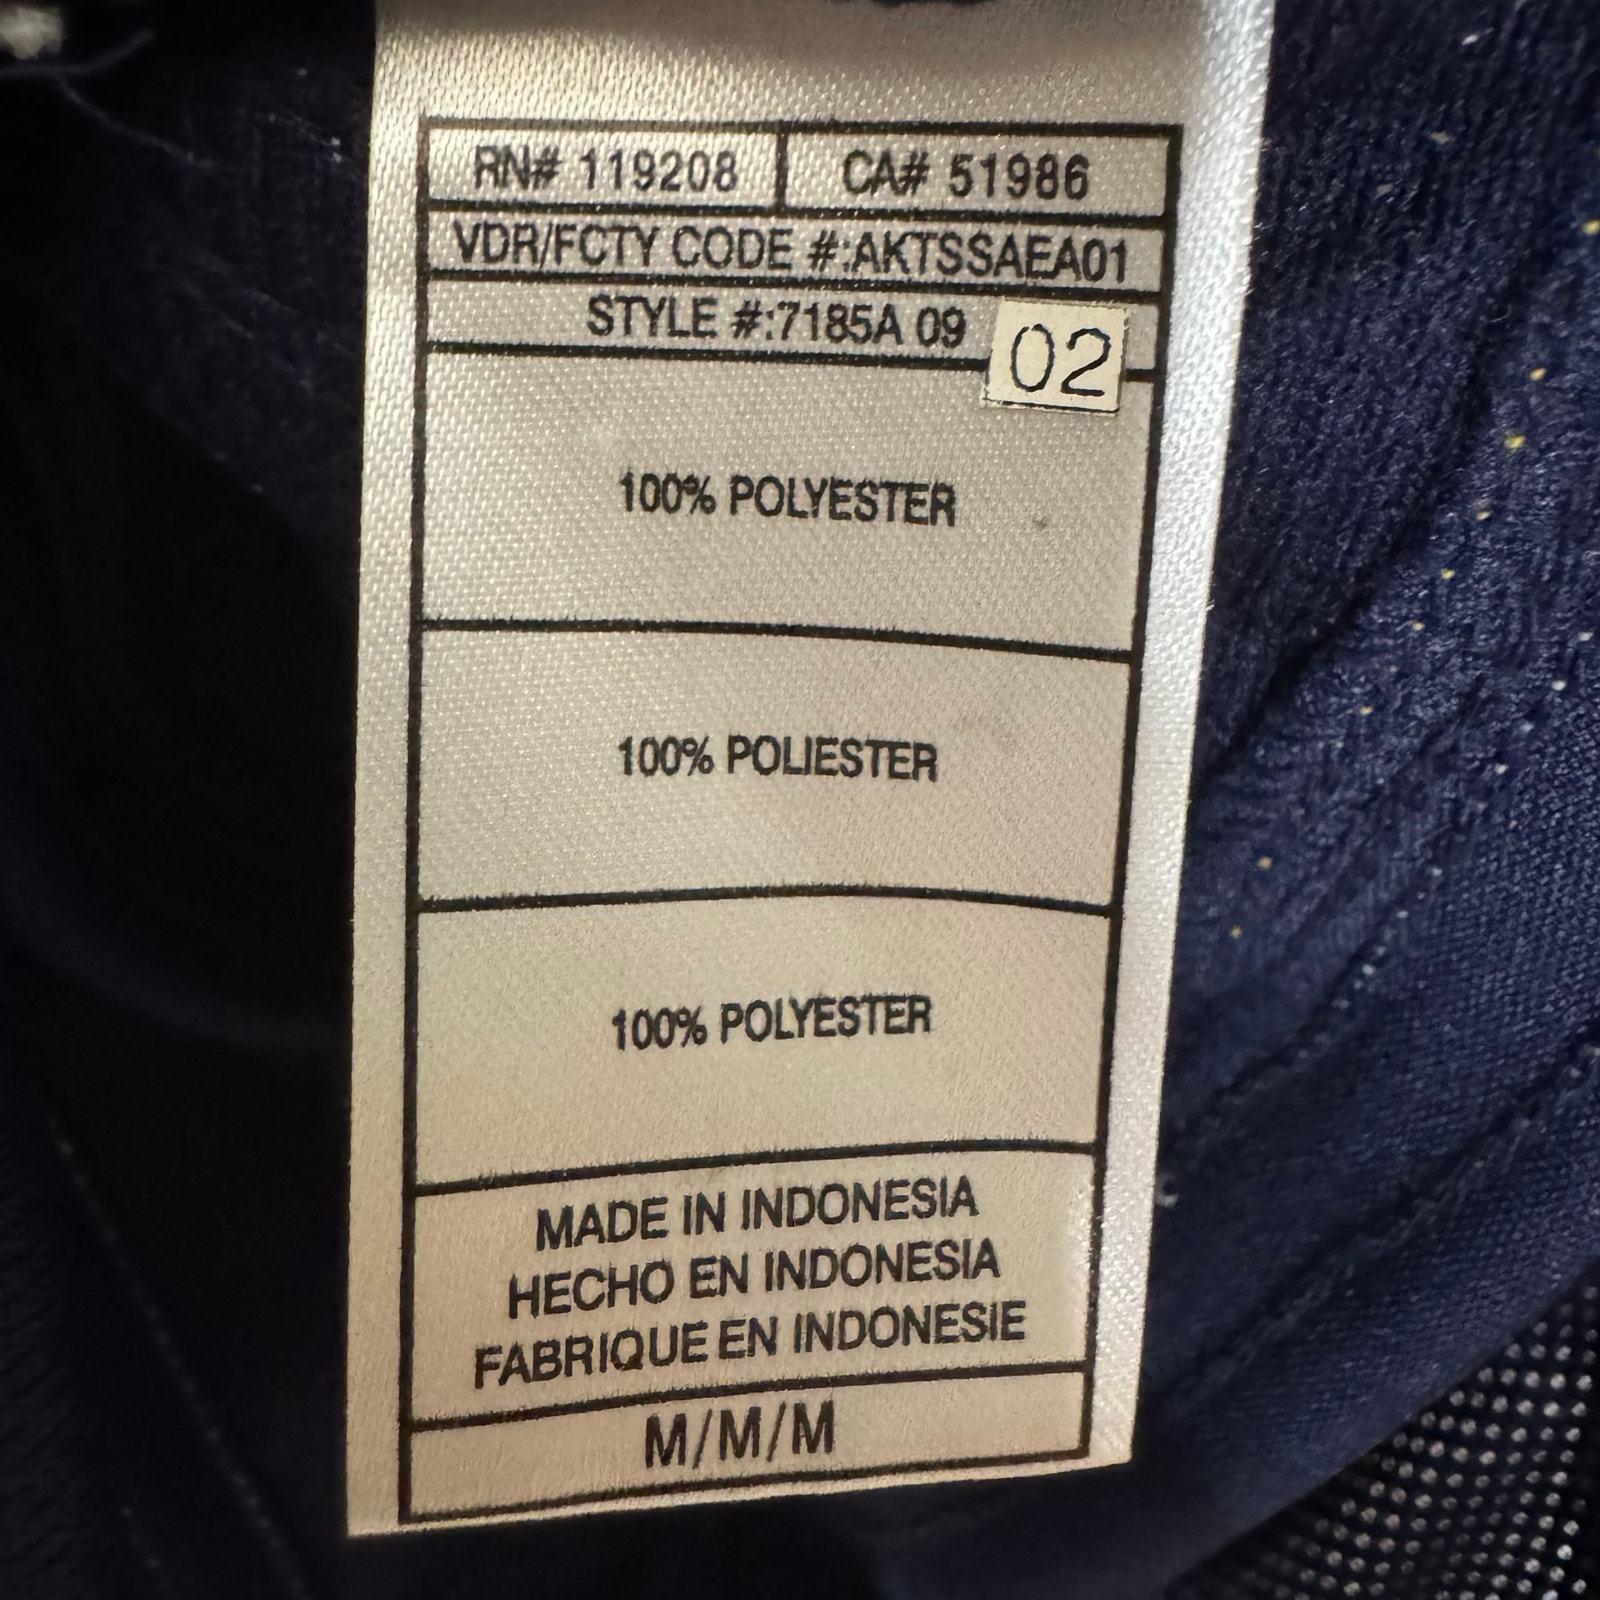 RN# 119208 CA# 51986
VDR/FCTY CODE #:AKTSSAEA01
STYLE #:7185A 09 02
100% POLYESTER
100% POLIESTER
100% POLYESTER
MADE IN INDONESIA
HECHO EN INDONESIA
FABRIQUE EN INDONESIE
M/M/M